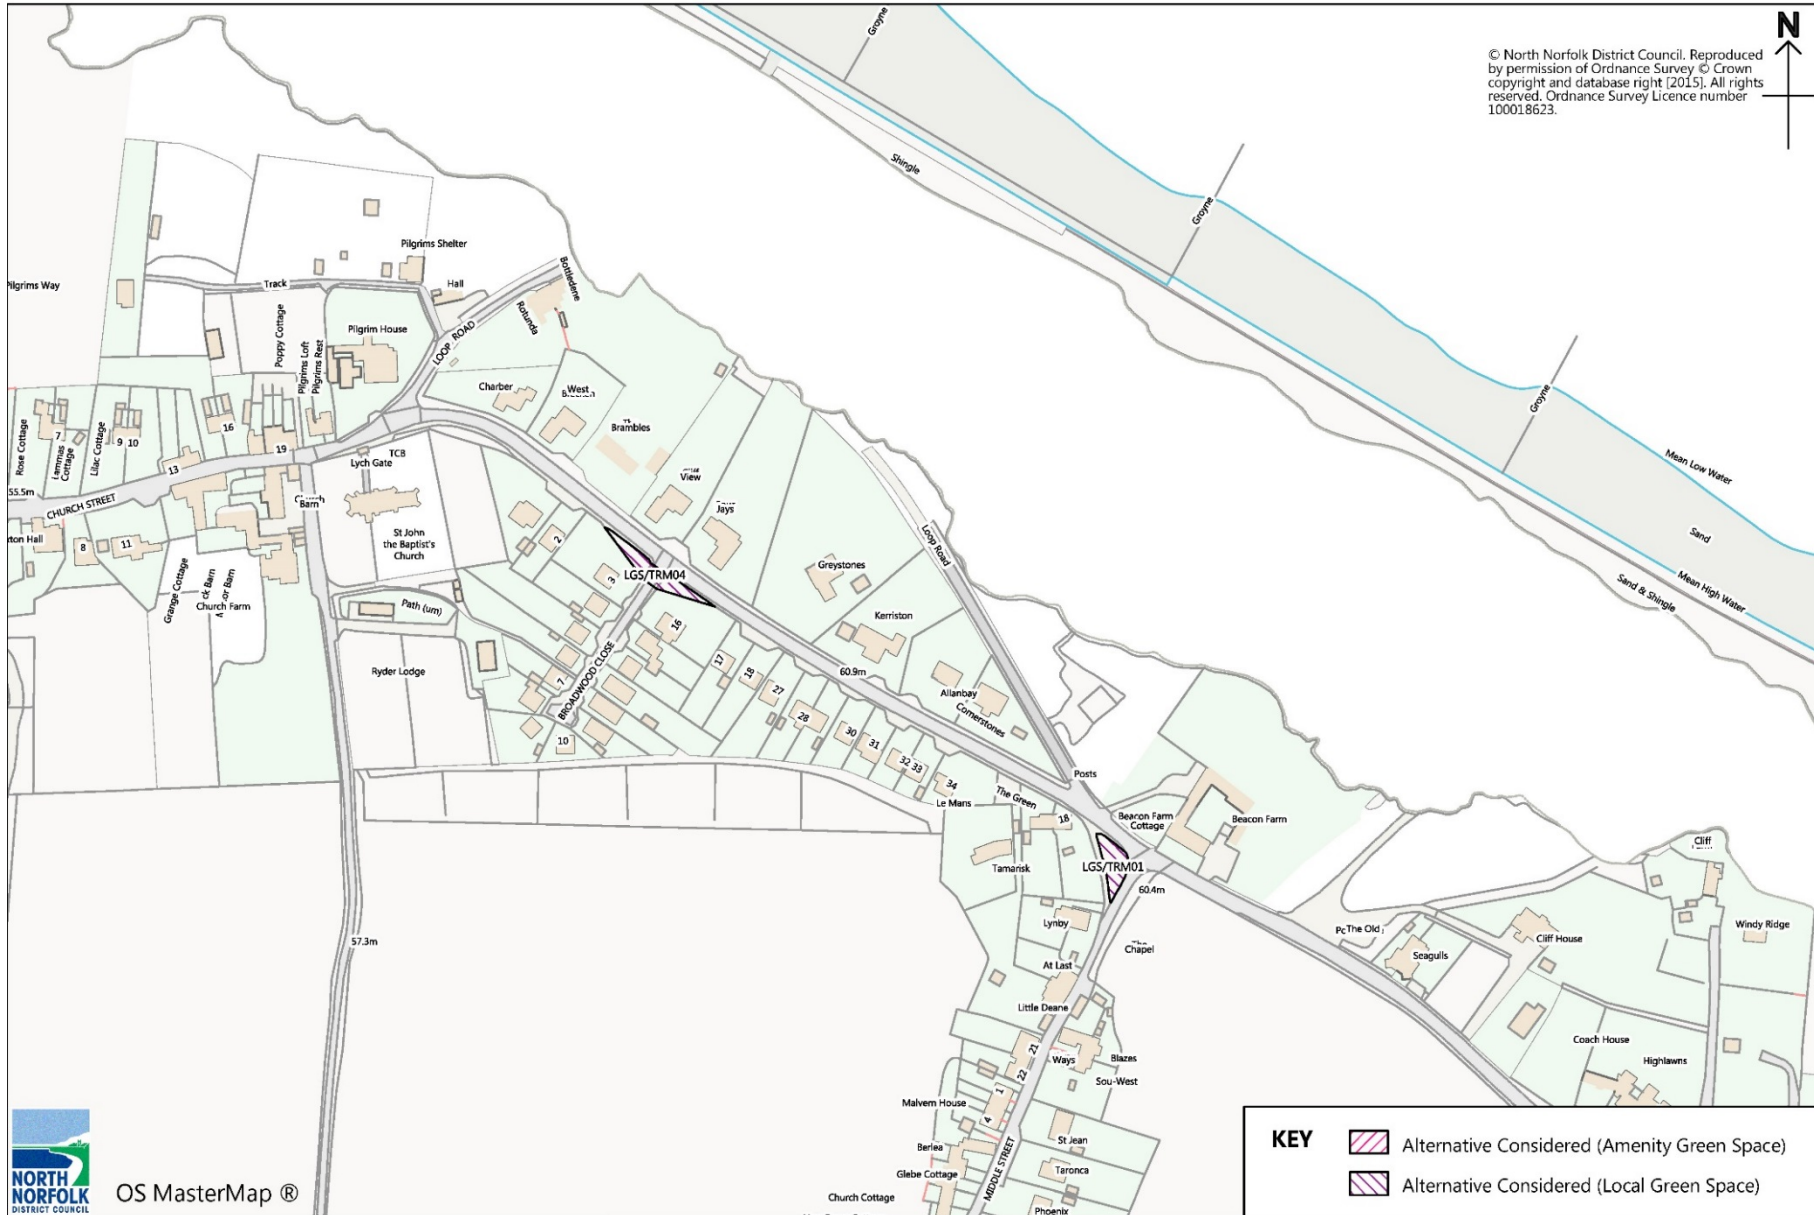 N
© North Norfolk District Council. Reproduced
by permission of Ordnance Survey © Crown
copyright and database right [2015]. All rights
reserved. Ordnance Survey Licence number
100018623.
Groyne
Shingle
Groyne
Groyne
Mean Low Water
Sand
Mean High Water
Sand & Shingle
Pilgrims Shelter
Hall
Bottledene
Rotunda
Pilgrims Way
Track
Poppy Cottage
Pilgrims Loft
Pilgrims Rest
Pilgrim House
LOOP ROAD
Charber
West
Brambles
View
Jays
Greystones
Kerriston
Allanbay
Cornerstones
Loop Road
Rose Cottage
7
Lammas
Cottage
Lilac Cottage
9 10
16
13
19
55.5m
CHURCH STREET
8
11
TCB
Lych Gate
Church
Barn
St John
the Baptist's
Church
Grange Cottage
Church Farm
Path (um)
Ryder Lodge
2
3
LGS/TRM04
16
7
BROADWOOD CLOSE
10
17
18
27
28
30
31
32 33
34
60.9m
57.3m
Posts
Le Mans
The Green
18
Tamarisk
Beacon Farm
Cottage
Beacon Farm
LGS/TRM01
60.4m
Lynby
Chapel
At Last
Little Deane
21
22
Ways
Blazes
Sou-West
1
4
Malvern House
Berlea
Glebe Cottage
Church Cottage
MIDDLE STREET
St Jean
Taronca
Phoenix
The Old
Seagulls
Cliff
Cliff House
Windy Ridge
Coach House
Highlawns
KEY
Alternative Considered (Amenity Green Space)
Alternative Considered (Local Green Space)
NORTH
NORFOLK
DISTRICT COUNCIL
OS MasterMap ®